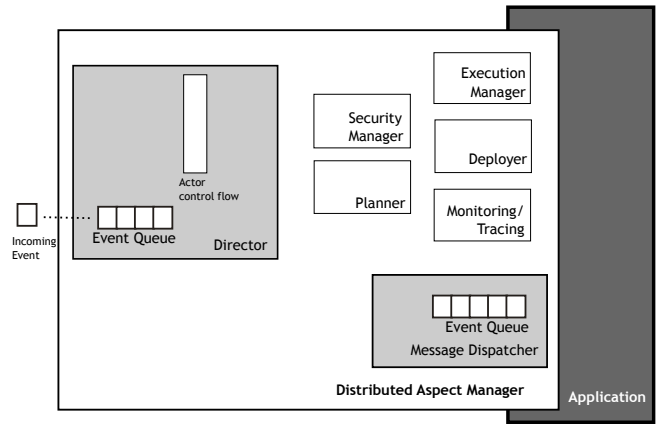 Execution
Manager
Security
Manager
Deployer
Planner
Monitoring/
Tracing
Actor
control flow
Incoming
Event
Event Queue
Director
Event Queue
Message Dispatcher
Distributed Aspect Manager
Application